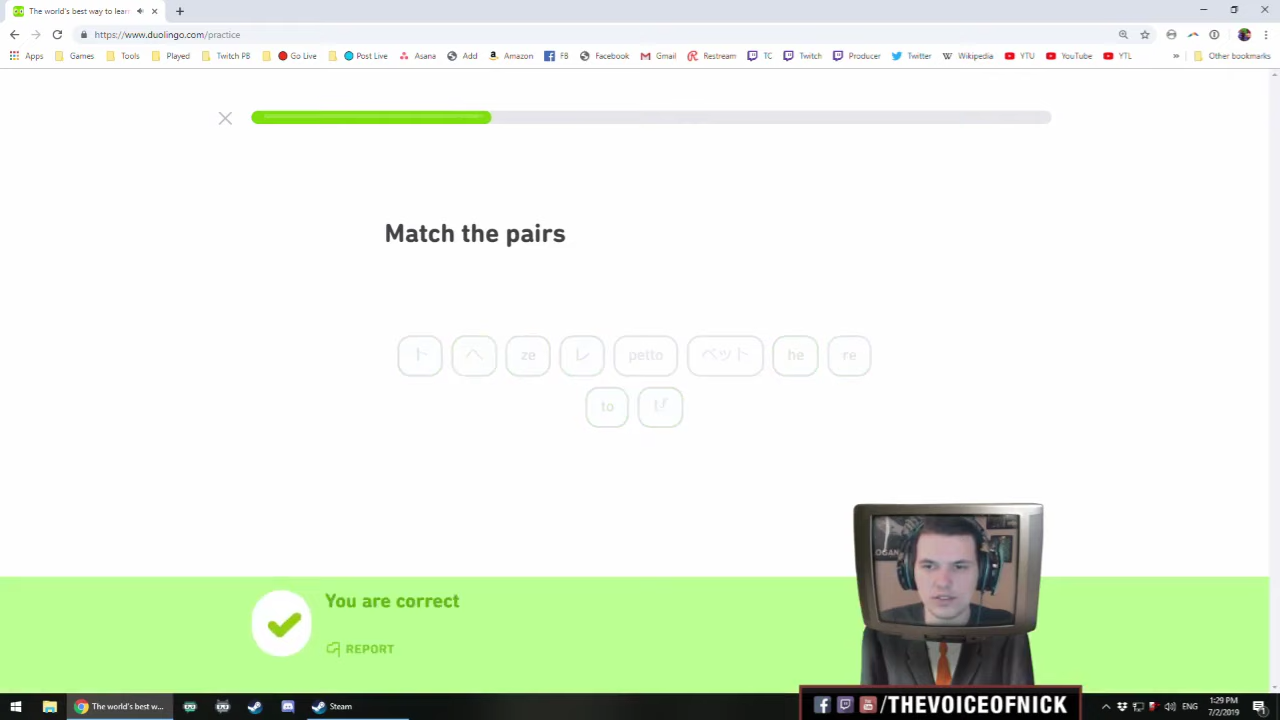 The world's best way to lear
https://www.duolingo.com/practice
Apps Games Tools Played Twitch PB Go Live Post Live Asana Add Amazon FB Facebook Gmail Restream TC Twitch Producer Twitter Wikipedia YTU YouTube YTL » Other bookmarks
Match the pairs
ト ヘ ze レ petto ペット he re
to ぜ
You are correct
REPORT
OGAN
/THEVOICEOFNICK
The world's best w... Steam ENG 1:29 PM
7/2/2019